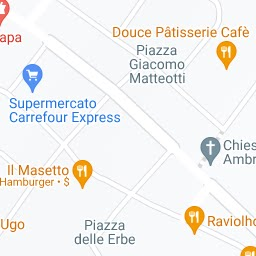 Douce Pâtisserie Cafè
Piazza
Giacomo
Matteotti
Supermercato
Carrefour Express
Il Masetto
Hamburger • $
Piazza
delle Erbe
Ugo